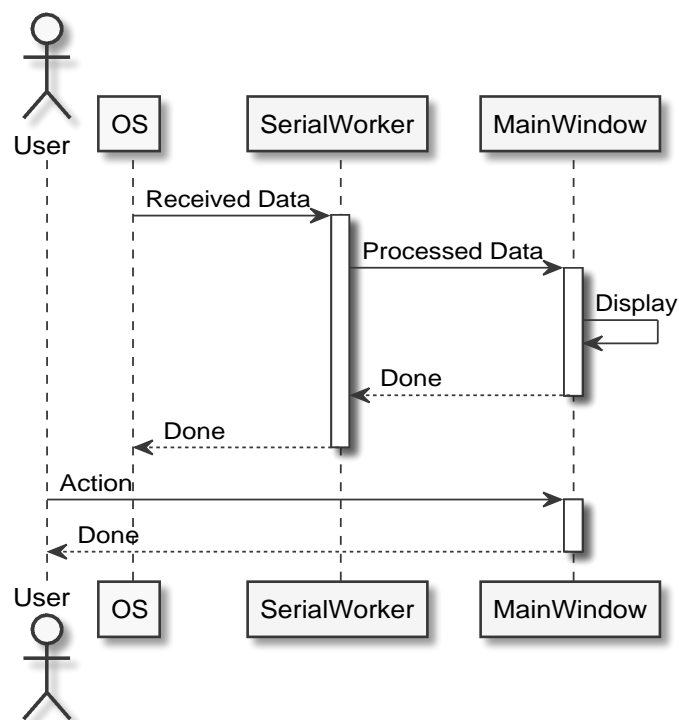 User
OS
SerialWorker
MainWindow
Received Data
Processed Data
Display
Done
Done
Action
Done
User
OS
SerialWorker
MainWindow